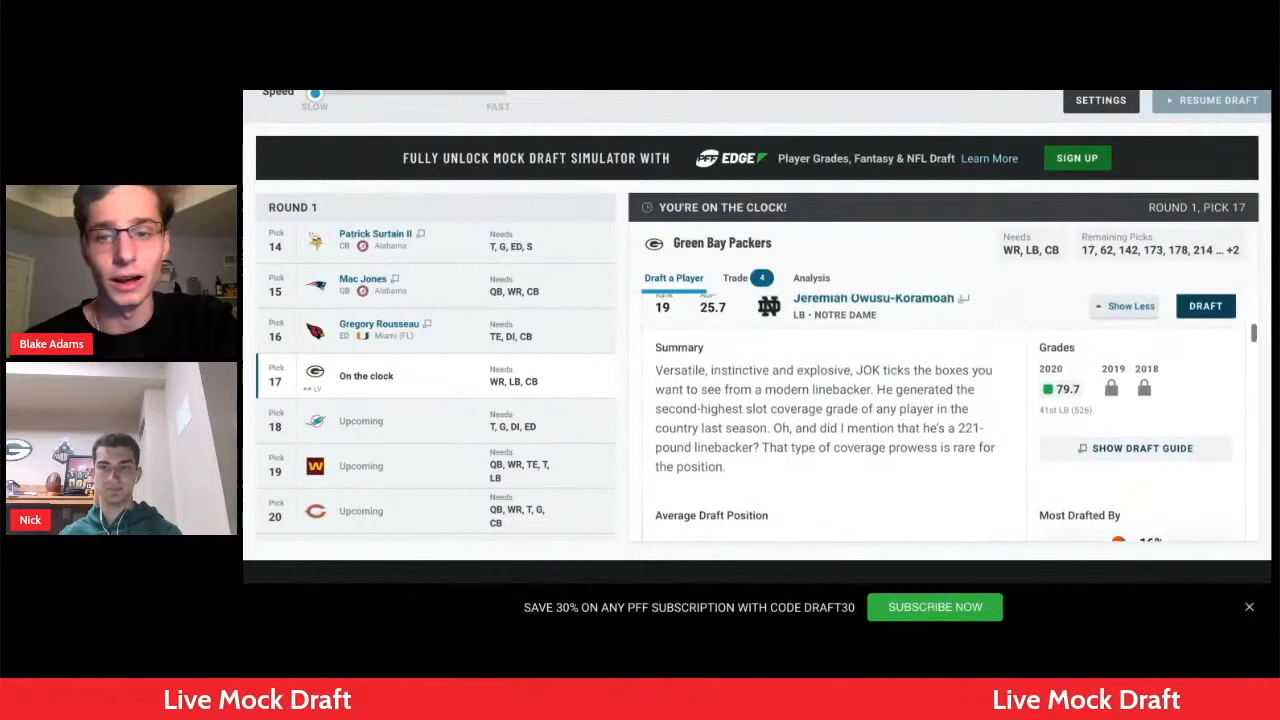 Speed
SLOW
FAST
SETTINGS
RESUME DRAFT
FULLY UNLOCK MOCK DRAFT SIMULATOR WITH
PFF EDGE
Player Grades, Fantasy & NFL Draft Learn More
SIGN UP
ROUND 1
Pick
14
Patrick Surtain II
CB Alabama
Needs
T, G, ED, S
Pick
15
Mac Jones
QB Alabama
Needs
QB, WR, CB
Pick
16
Gregory Rousseau
ED Miami (FL)
Needs
TE, DI, CB
Pick
17
↔ LV
On the clock
Needs
WR, LB, CB
Pick
18
Upcoming
Needs
T, G, DI, ED
Pick
19
Upcoming
Needs
QB, WR, TE, T,
LB
Pick
20
Upcoming
Needs
QB, WR, T, G,
CB
YOU'RE ON THE CLOCK!
ROUND 1, PICK 17
Green Bay Packers
Needs
WR, LB, CB
Remaining Picks
17, 62, 142, 173, 178, 214 ... +2
Draft a Player
Trade 4
Analysis
Rank
19
ADP
25.7
Jeremiah Owusu-Koramoah
LB • NOTRE DAME
Show Less
DRAFT
Summary
Versatile, instinctive and explosive, JOK ticks the boxes you
want to see from a modern linebacker. He generated the
second-highest slot coverage grade of any player in the
country last season. Oh, and did I mention that he's a 221-
pound linebacker? That type of coverage prowess is rare for
the position.
Average Draft Position
Grades
2020 2019 2018
79.7
41st LB (526)
SHOW DRAFT GUIDE
Most Drafted By
16%
Blake Adams
Nick
SAVE 30% ON ANY PFF SUBSCRIPTION WITH CODE DRAFT30
SUBSCRIBE NOW
Live Mock Draft
Live Mock Draft